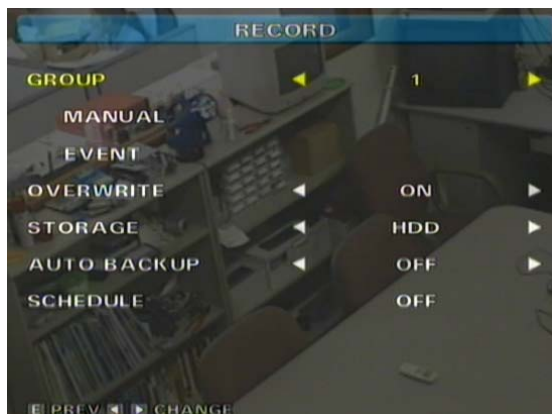 RECORD
GROUP ◀ 1 ▶
MANUAL
EVENT
OVERWRITE ◀ ON ▶
STORAGE ◀ HDD ▶
AUTO BACKUP ◀ OFF ▶
SCHEDULE OFF
E PREV ◀ ▶ CHANGE